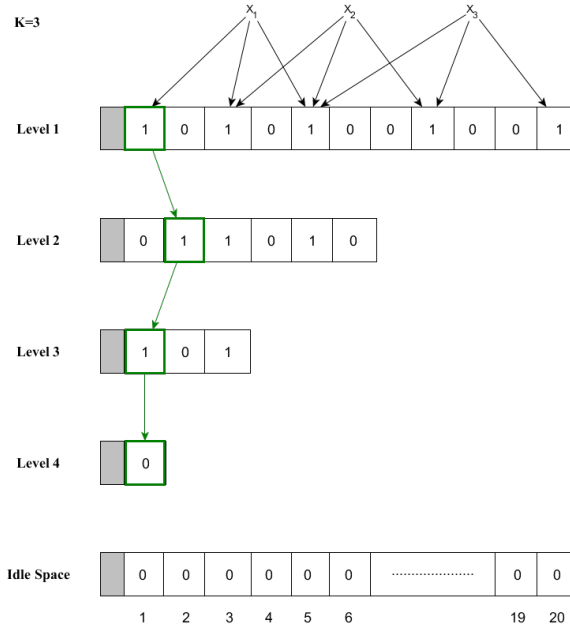 K=3 X1 X2 X3
Level 1 1 0 1 0 1 0 0 1 0 0 1
Level 2 0 1 1 0 1 0
Level 3 1 0 1
Level 4 0
Idle Space 0 0 0 0 0 0 ..................... 0 0
1 2 3 4 5 6 19 20